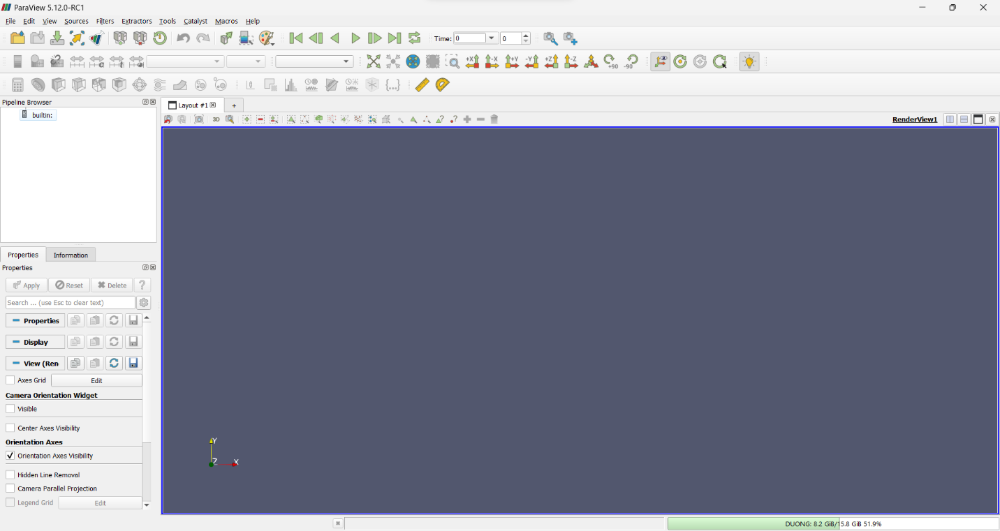 ParaView 5.12.0-RC1
File Edit View Sources Filters Extractors Tools Catalyst Macros Help
Time: 0 0
+X -X +Y -Y +Z -Z +90 -90
Pipeline Browser
builtin:
Layout #1 +
3D
RenderView1
Properties Information
Properties
Apply Reset Delete ?
Search ... (use Esc to clear text)
Properties
Display
View (Ren
Axes Grid Edit
Camera Orientation Widget
Visible
Center Axes Visibility
Orientation Axes
Orientation Axes Visibility
Hidden Line Removal
Camera Parallel Projection
Legend Grid Edit
Y
Z X
DUONG: 8.2 GiB/15.8 GiB 51.9%